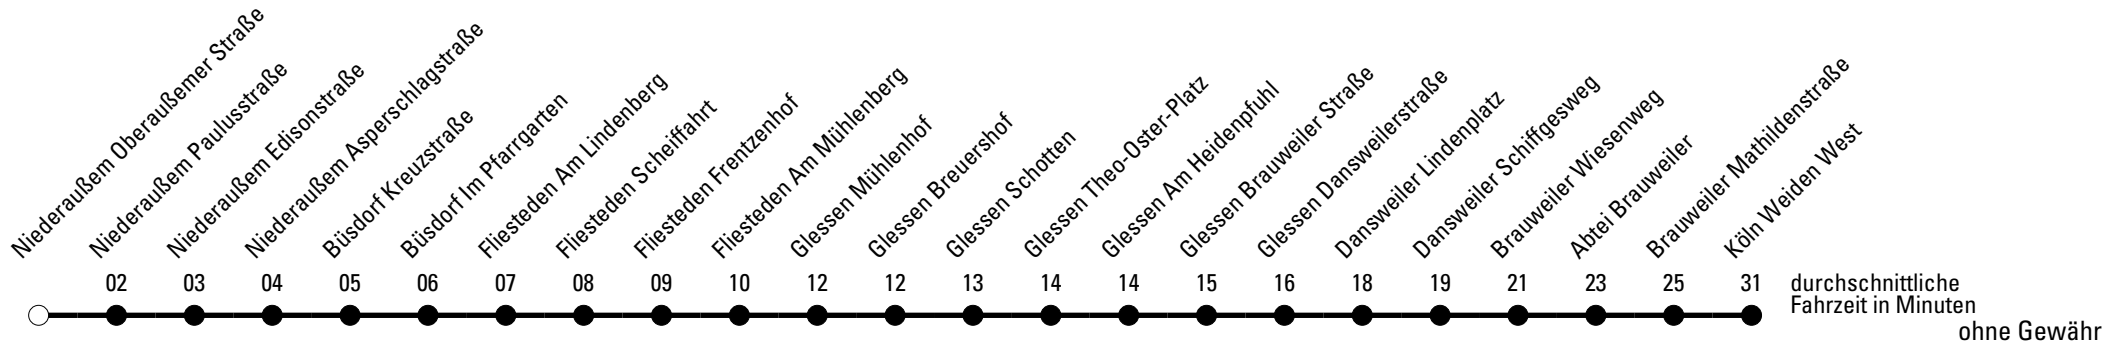 Niederaußem Oberaußemer Straße
Niederaußem Paulusstraße
Niederaußem Edisonstraße
Niederaußem Asperschlagstraße
Büsdorf Kreuzstraße
Büsdorf Im Pfarrgarten
Fliesteden Am Lindenberg
Fliesteden Scheiffahrt
Fliesteden Frentzenhof
Fliesteden Am Mühlenberg
Glessen Mühlenhof
Glessen Breuershof
Glessen Schotten
Glessen Theo-Oster-Platz
Glessen Am Heidenpfuhl
Glessen Brauweiler Straße
Glessen Dansweilerstraße
Dansweiler Lindenplatz
Dansweiler Schiffgesweg
Brauweiler Wiesenweg
Abtei Brauweiler
Brauweiler Mathildenstraße
Köln Weiden West
02 03 04 05 06 07 08 09 10 12 12 13 14 14 15 16 18 19 21 23 25 31 durchschnittliche
Fahrzeit in Minuten
ohne Gewähr